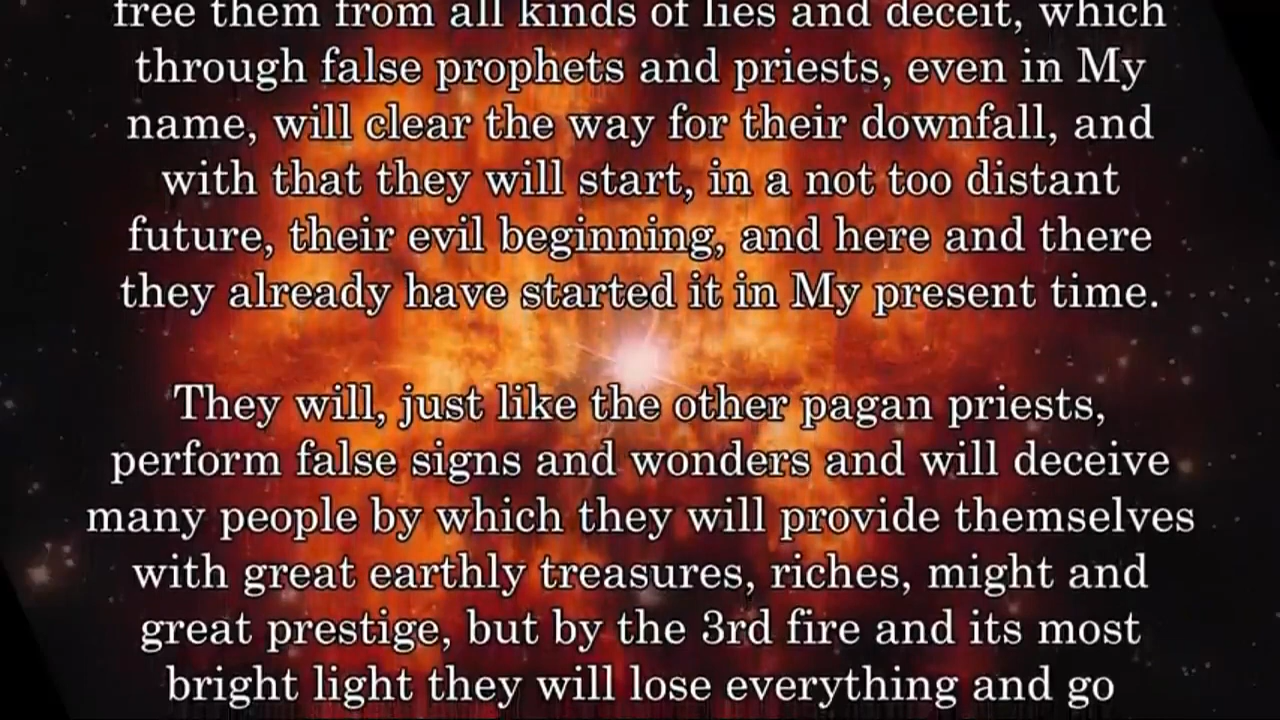 free them from all kinds of lies and deceit, which
through false prophets and priests, even in My
name, will clear the way for their downfall, and
with that they will start, in a not too distant
future, their evil beginning, and here and there
they already have started it in My present time.
They will, just like the other pagan priests,
perform false signs and wonders and will deceive
many people by which they will provide themselves
with great earthly treasures, riches, might and
great prestige, but by the 3rd fire and its most
bright light they will lose everything and go